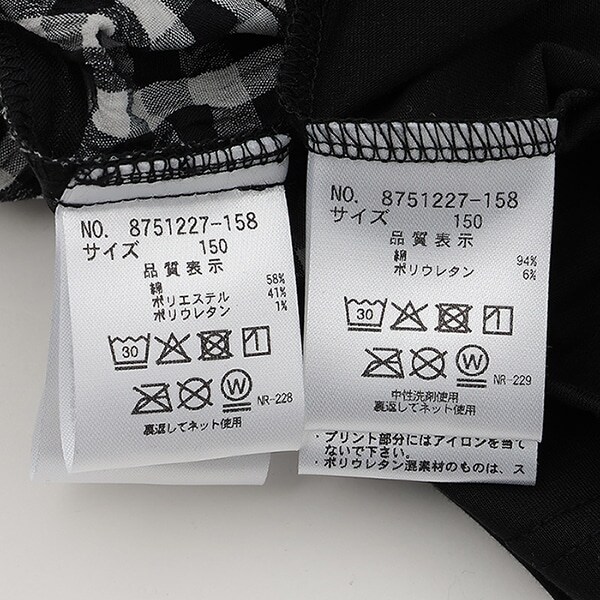 NO. 8751227-158
サイズ 150
品質表示
綿 58%
ポリエステル 41%
ポリウレタン 1%
30
W
NR-228
裏返してネット使用
NO. 8751227-158
サイズ 150
品質表示
綿 94%
ポリウレタン 6%
30
W
NR-229
中性洗剤使用
裏返してネット使用
・プリント部分にはアイロンを当て
ないで下さい。
・ポリウレタン混素材のものは、ス